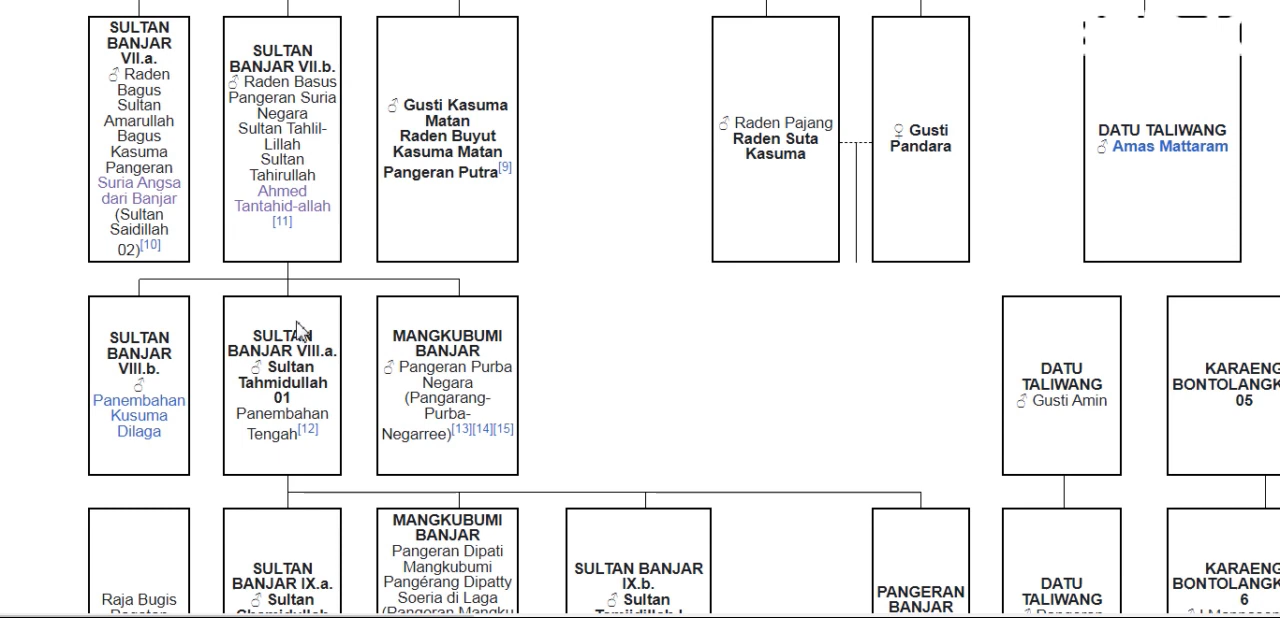 SULTAN
BANJAR
VII.a.
♂ Raden
Bagus
Sultan
Amarullah
Bagus
Kasuma
Pangeran
Suria Angsa
dari Banjar
(Sultan
Saidillah
02)[10]
SULTAN
BANJAR VII.b.
♂ Raden Basus
Pangeran Suria
Negara
Sultan Tahlil-
Lillah
Sultan
Tahirullah
Ahmed
Tantahid-allah
[11]
♂ Gusti Kasuma
Matan
Raden Buyut
Kasuma Matan
Pangeran Putra[9]
♂ Raden Pajang
Raden Suta
Kasuma
♀ Gusti
Pandara
DATU TALIWANG
♂ Amas Mattaram
SULTAN
BANJAR
VIII.b.
♂
Panembahan
Kusuma
Dilaga
SULTAN
BANJAR VIII.a.
♂ Sultan
Tahmidullah
01
Panembahan
Tengah[12]
MANGKUBUMI
BANJAR
♂ Pangeran Purba
Negara
(Pangarang-
Purba-
Negarree)[13][14][15]
DATU
TALIWANG
♂ Gusti Amin
KARAENG
BONTOLANGK
05
Raja Bugis
SULTAN
BANJAR IX.a.
♂ Sultan
MANGKUBUMI
BANJAR
Pangeran Dipati
Mangkubumi
Pangérang Dipatty
Soeria di Laga
(Pangeran Mangku
SULTAN BANJAR
IX.b.
♂ Sultan
PANGERAN
BANJAR
DATU
TALIWANG
KARAENG
BONTOLANGK
6